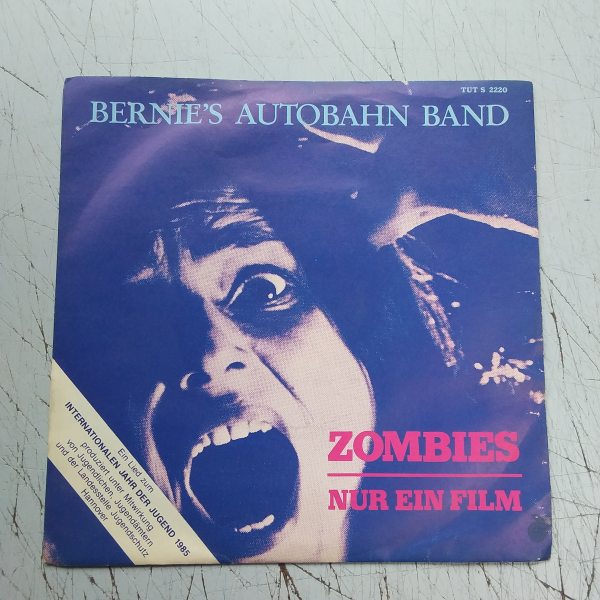 TUT S 2220
BERNIE'S AUTOBAHN BAND
ZOMBIES
NUR EIN FILM
Ein Lied zum
INTERNATIONALEN JAHR DER JUGEND 1985
produziert unter Mitwirkung
von Jugendlichen, Jugendämtern
und der Landesstelle Jugendschutz
Hannover